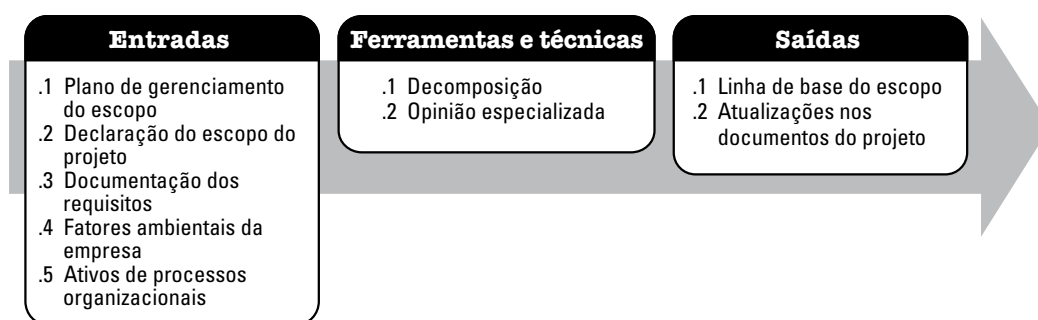 Entradas
.1 Plano de gerenciamento
do escopo
.2 Declaração do escopo do
projeto
.3 Documentação dos
requisitos
.4 Fatores ambientais da
empresa
.5 Ativos de processos
organizacionais
Ferramentas e técnicas
.1 Decomposição
.2 Opinião especializada
Saídas
.1 Linha de base do escopo
.2 Atualizações nos
documentos do projeto